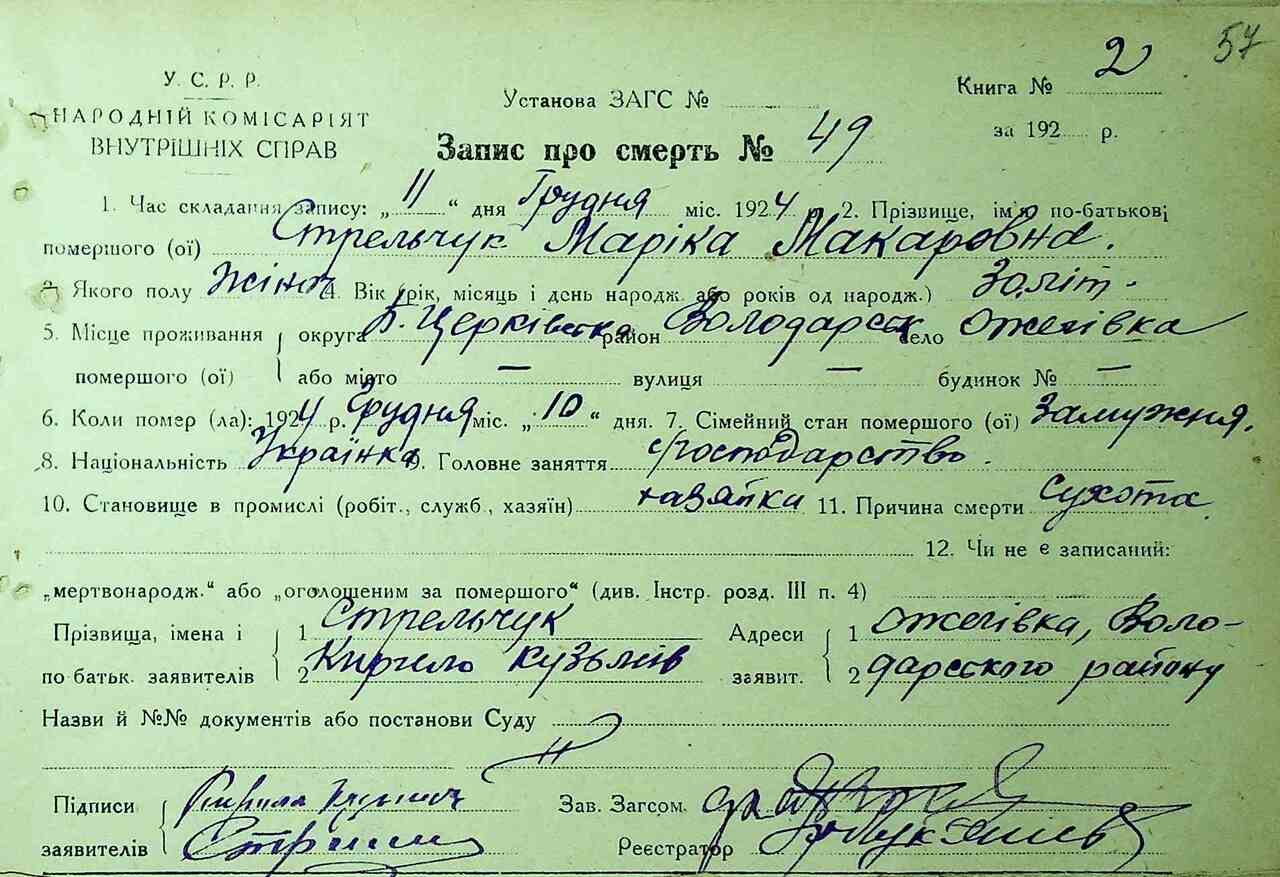 57
У. С. Р. Р.
НАРОДНІЙ КОМІСАРІЯТ
ВНУТРІШНІХ СПРАВ
Установа ЗАГС №
Книга № 2
за 192 р.
Запис про смерть № 49
1. Час складання запису: „11“ дня Грудня міс. 1924 р. 2. Прізвище, ім'я по-батькові
помершого (ої) Стрельчук Маріка Макаровна.
3. Якого полу Жіноч 4. Вік (рік, місяць і день народж. або років од народж.) 30 літ.
5. Місце проживання округа Б. Церківська район Володарськ село Ожегівка
помершого (ої) або місто — вулиця — будинок № —
6. Коли помер (ла): 1924 р. Грудня міс. „10“ дня. 7. Сімейний стан помершого (ої) Замужня.
8. Національність Українка 9. Головне заняття господарство.
10. Становище в промислі (робіт., служб, хазяїн) 11. Причина смерти Сухота
12. Чи не є записаний:
„мертвонародж.“ або „оголошеним за помершого“ (див. Інстр. розд. III п. 4)
Прізвища, імена і 1 Стрельчук Адреси 1 Ожегівка, Воло-
по батьк. заявителів 2 Кирило Кузьмів заявит. 2 дарського району
Назви й №№ документів або постанови Суду
Підписи Зав. Загсом
заявителів Реєстратор